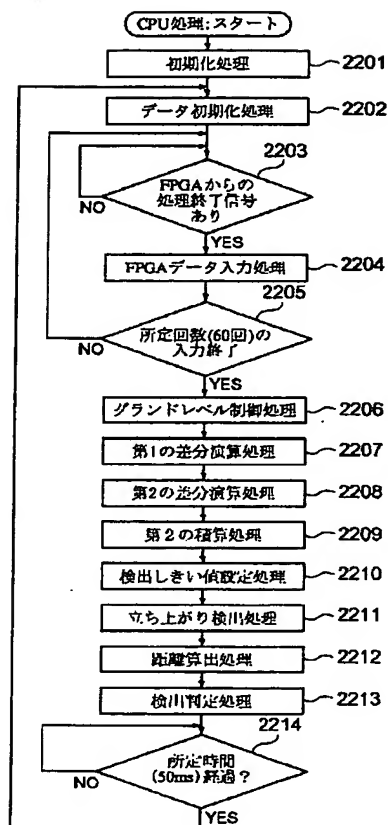 CPU処理:スタート
初期化処理
2201
データ初期化処理
2202
2203
FPGAからの
処理終了信号
あり
NO
YES
FPGAデータ入力処理
2204
2205
所定回数(60回)の
入力終了
NO
YES
グランドレベル制御処理
2206
第1の差分演算処理
2207
第2の差分演算処理
2208
第2の積算処理
2209
検出しきい値設定処理
2210
立ち上がり検出処理
2211
距離算出処理
2212
検出判定処理
2213
2214
所定時間
(50ms)経過?
NO
YES